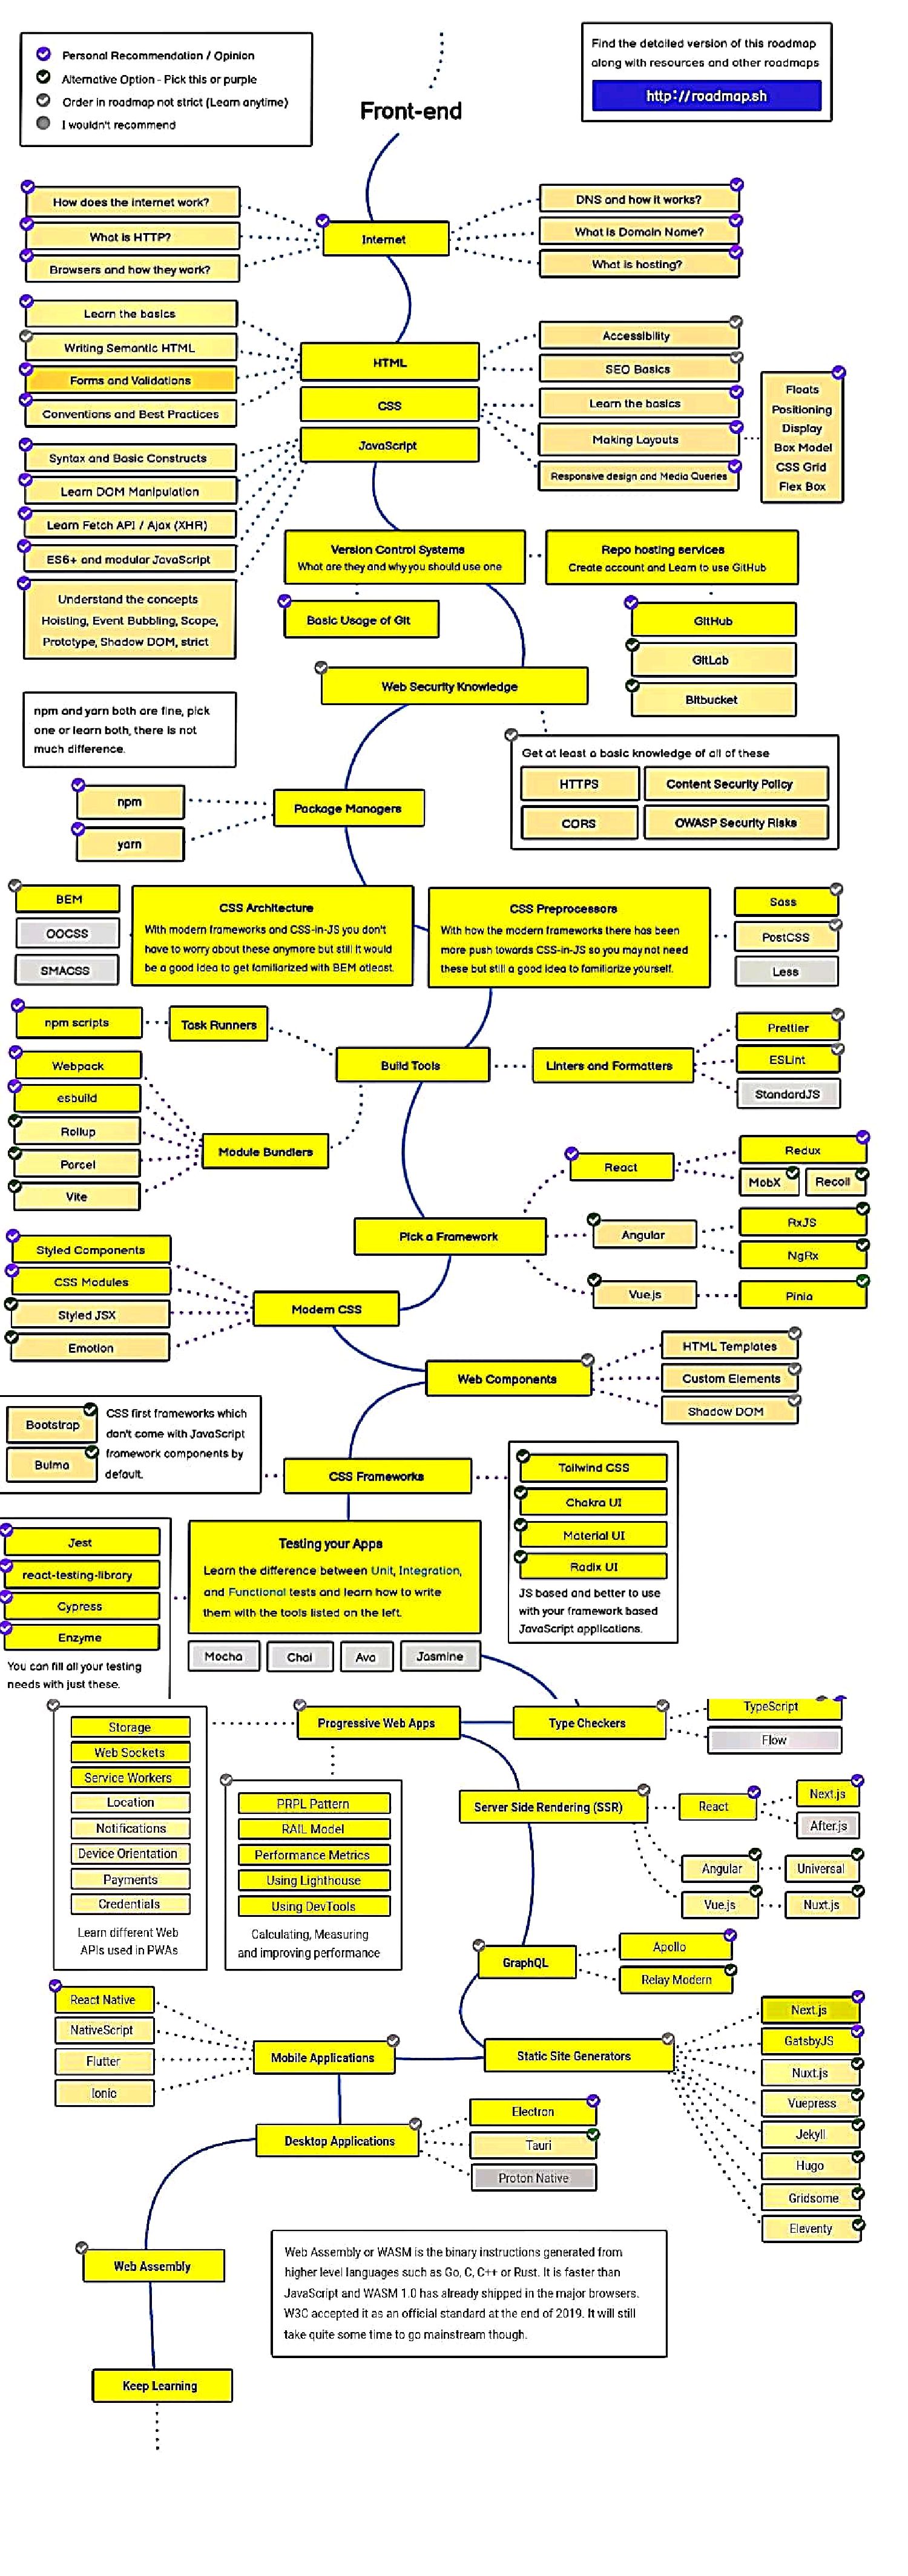 Personal Recommendation / Opinion
Alternative Option - Pick this or purple
Order in roadmap not strict (Learn anytime)
I wouldn't recommend
Find the detailed version of this roadmap
along with resources and other roadmaps
http://roadmap.sh
Front-end
How does the internet work?
What is HTTP?
Browsers and how they work?
Internet
DNS and how it works?
What is Domain Name?
What is hosting?
Learn the basics
Writing Semantic HTML
Forms and Validations
Conventions and Best Practices
HTML
Accessibility
SEO Basics
CSS
Learn the basics
Making Layouts
Responsive design and Media Queries
Floats
Positioning
Display
Box Model
CSS Grid
Flex Box
JavaScript
Syntax and Basic Constructs
Learn DOM Manipulation
Learn Fetch API / Ajax (XHR)
ES6+ and modular JavaScript
Understand the concepts
Hoisting, Event Bubbling, Scope,
Prototype, Shadow DOM, strict
Version Control Systems
What are they and why you should use one
Repo hosting services
Create account and Learn to use GitHub
Basic Usage of Git
GitHub
GitLab
Bitbucket
Web Security Knowledge
Get at least a basic knowledge of all of these
HTTPS
Content Security Policy
CORS
OWASP Security Risks
npm and yarn both are fine, pick
one or learn both, there is not
much difference.
npm
yarn
Package Managers
BEM
OOCSS
SMACSS
CSS Architecture
With modern frameworks and CSS-in-JS you don't
have to worry about these anymore but still it would
be a good idea to get familiarized with BEM atleast.
CSS Preprocessors
With how the modern frameworks there has been
more push towards CSS-in-JS so you may not need
these but still a good idea to familiarize yourself.
Sass
PostCSS
Less
npm scripts
Task Runners
Build Tools
Linters and Formatters
Prettier
ESLint
StandardJS
Webpack
esbuild
Rollup
Parcel
Vite
Module Bundlers
Pick a Framework
React
Redux
MobX
Recoil
Angular
RxJS
NgRx
Vue.js
Pinia
Styled Components
CSS Modules
Styled JSX
Emotion
Modern CSS
Web Components
HTML Templates
Custom Elements
Shadow DOM
Bootstrap
Bulma
CSS first frameworks which
don't come with JavaScript
framework components by
default.
CSS Frameworks
Tailwind CSS
Chakra UI
Material UI
Radix UI
JS based and better to use
with your framework based
JavaScript applications.
Jest
react-testing-library
Cypress
Enzyme
You can fill all your testing
needs with just these.
Testing your Apps
Learn the difference between Unit, Integration,
and Functional tests and learn how to write
them with the tools listed on the left.
Mocha
Chai
Ava
Jasmine
Progressive Web Apps
Type Checkers
TypeScript
Flow
Storage
Web Sockets
Service Workers
Location
Notifications
Device Orientation
Payments
Credentials
Learn different Web
APIs used in PWAs
PRPL Pattern
RAIL Model
Performance Metrics
Using Lighthouse
Using DevTools
Calculating, Measuring
and improving performance
Server Side Rendering (SSR)
React
Next.js
After.js
Angular
Universal
Vue.js
Nuxt.js
GraphQL
Apollo
Relay Modern
React Native
NativeScript
Flutter
Ionic
Mobile Applications
Static Site Generators
Next.js
GatsbyJS
Nuxt.js
Vuepress
Jekyll
Hugo
Gridsome
Eleventy
Desktop Applications
Electron
Tauri
Proton Native
Web Assembly
Web Assembly or WASM is the binary instructions generated from
higher level languages such as Go, C, C++ or Rust. It is faster than
JavaScript and WASM 1.0 has already shipped in the major browsers.
W3C accepted it as an official standard at the end of 2019. It will still
take quite some time to go mainstream though.
Keep Learning